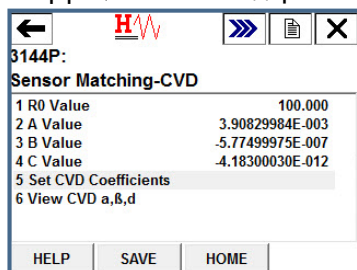 H
3144P:
Sensor Matching-CVD
1 R0 Value 100.000
2 A Value 3.90829984E-003
3 B Value -5.77499975E-007
4 C Value -4.18300030E-012
5 Set CVD Coefficients
6 View CVD a,ß,d
HELP SAVE HOME